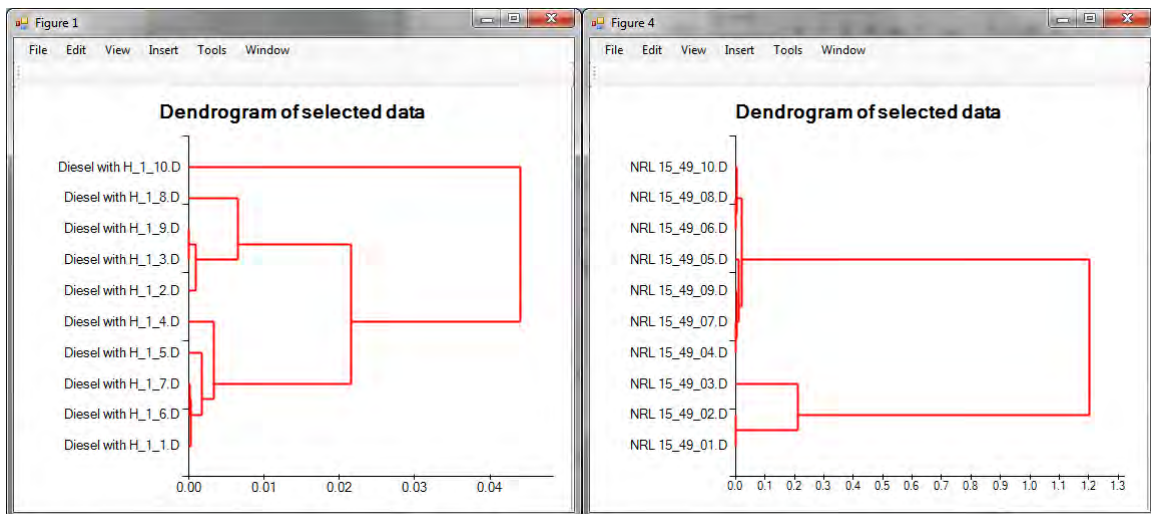 Figure 1
File Edit View Insert Tools Window
Dendrogram of selected data
Diesel with H_1_10.D
Diesel with H_1_8.D
Diesel with H_1_9.D
Diesel with H_1_3.D
Diesel with H_1_2.D
Diesel with H_1_4.D
Diesel with H_1_5.D
Diesel with H_1_7.D
Diesel with H_1_6.D
Diesel with H_1_1.D
0.00 0.01 0.02 0.03 0.04
Figure 4
File Edit View Insert Tools Window
Dendrogram of selected data
NRL 15_49_10.D
NRL 15_49_08.D
NRL 15_49_06.D
NRL 15_49_05.D
NRL 15_49_09.D
NRL 15_49_07.D
NRL 15_49_04.D
NRL 15_49_03.D
NRL 15_49_02.D
NRL 15_49_01.D
0.0 0.1 0.2 0.3 0.4 0.5 0.6 0.7 0.8 0.9 1.0 1.1 1.2 1.3